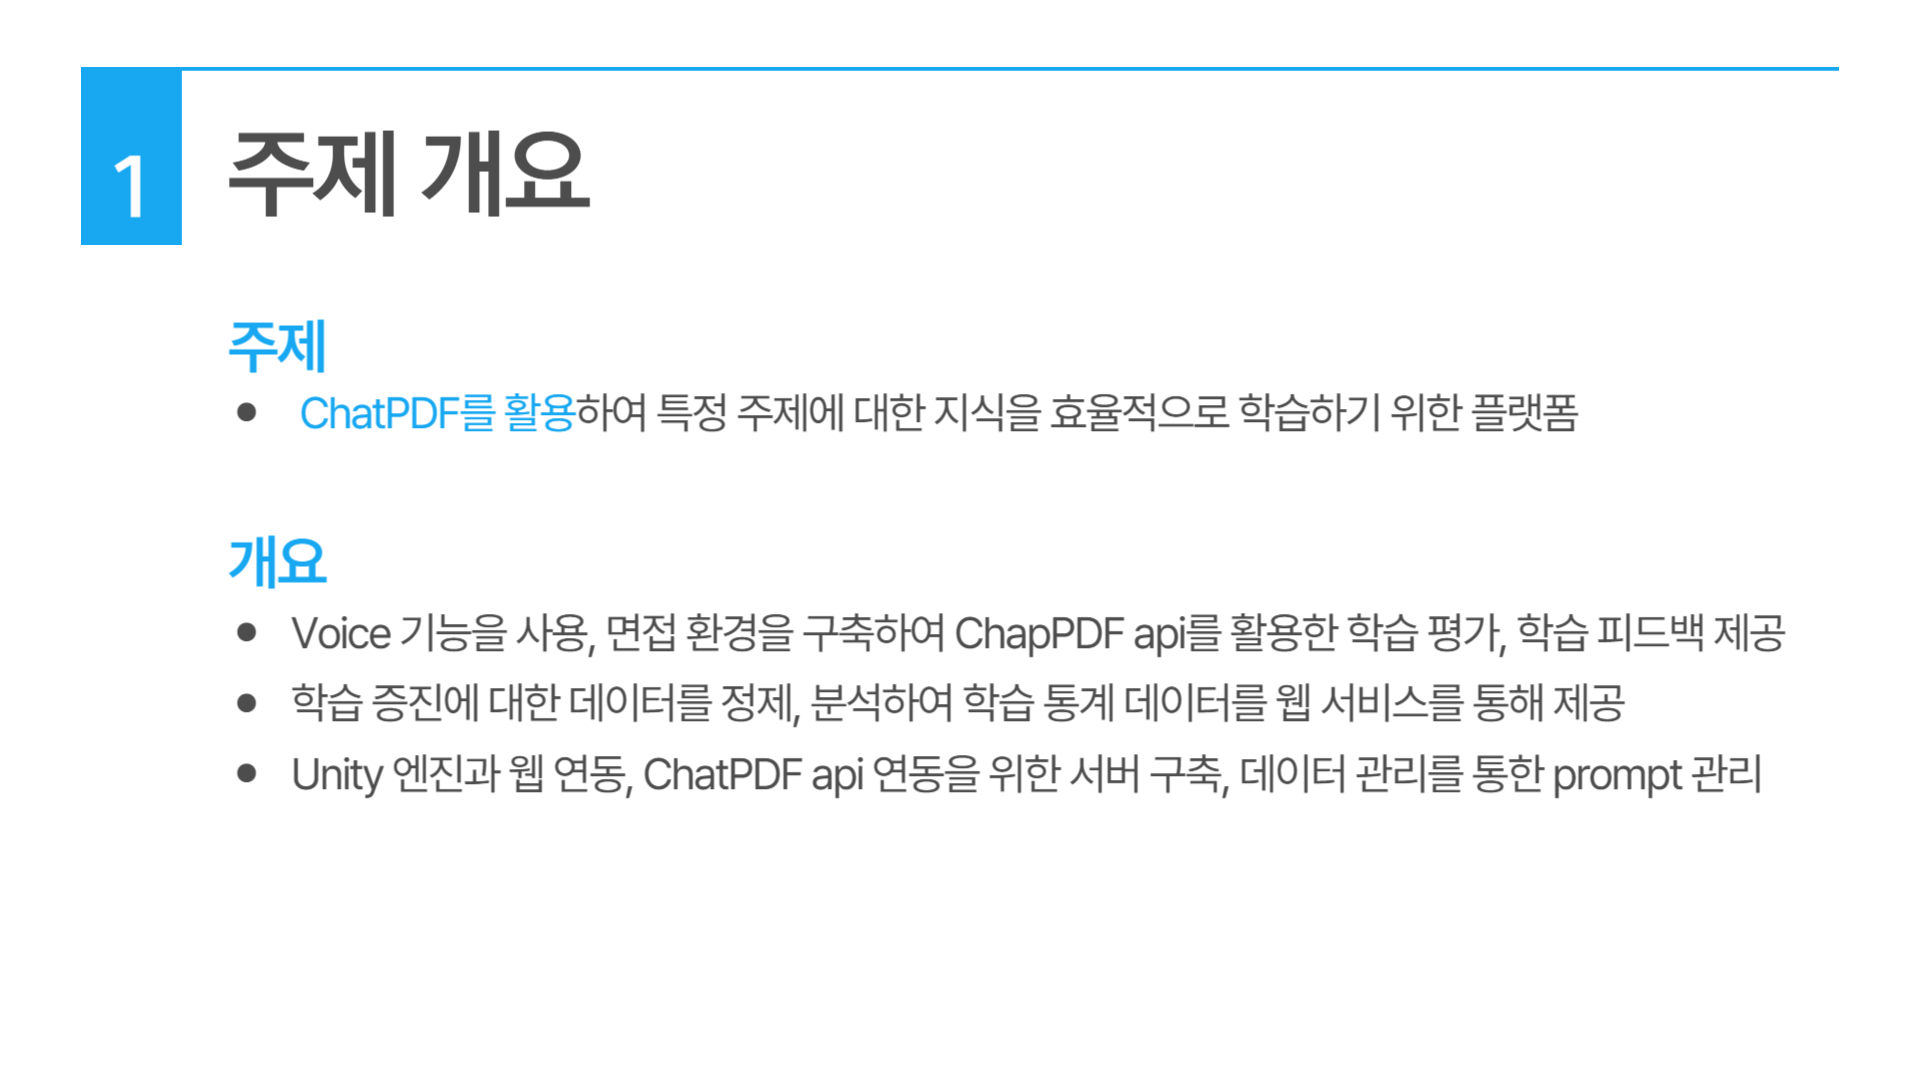 1
주제 개요
주제
● ChatPDF를 활용하여 특정 주제에 대한 지식을 효율적으로 학습하기 위한 플랫폼
개요
● Voice 기능을 사용, 면접 환경을 구축하여 ChapPDF api를 활용한 학습 평가, 학습 피드백 제공
● 학습 증진에 대한 데이터를 정제, 분석하여 학습 통계 데이터를 웹 서비스를 통해 제공
● Unity 엔진과 웹 연동, ChatPDF api 연동을 위한 서버 구축, 데이터 관리를 통한 prompt 관리